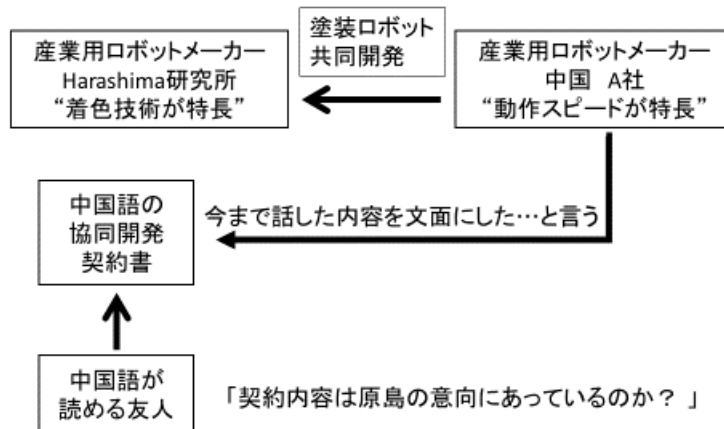 産業用ロボットメーカー
Harashima研究所
“着色技術が特長”
塗装ロボット
共同開発
産業用ロボットメーカー
中国　A社
“動作スピードが特長”
中国語の
協同開発
契約書
今まで話した内容を文面にした…と言う
中国語が
読める友人
「契約内容は原島の意向にあっているのか？」